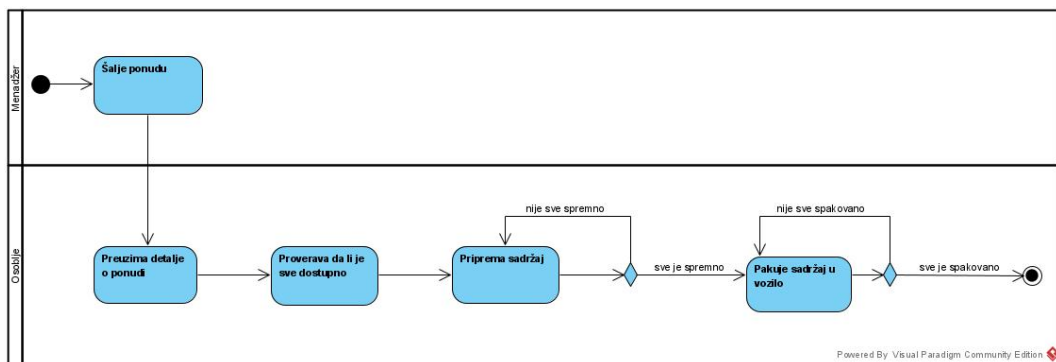 Menadžer
Šalje ponudu
Osoblje
nije sve spremno
nije sve spakovano
Preuzima detalje
o ponudi
Proverava da li je
sve dostupno
Priprema sadržaj
sve je spremno
Pakuje sadržaj u
vozilo
sve je spakovano
Powered By Visual Paradigm Community Edition